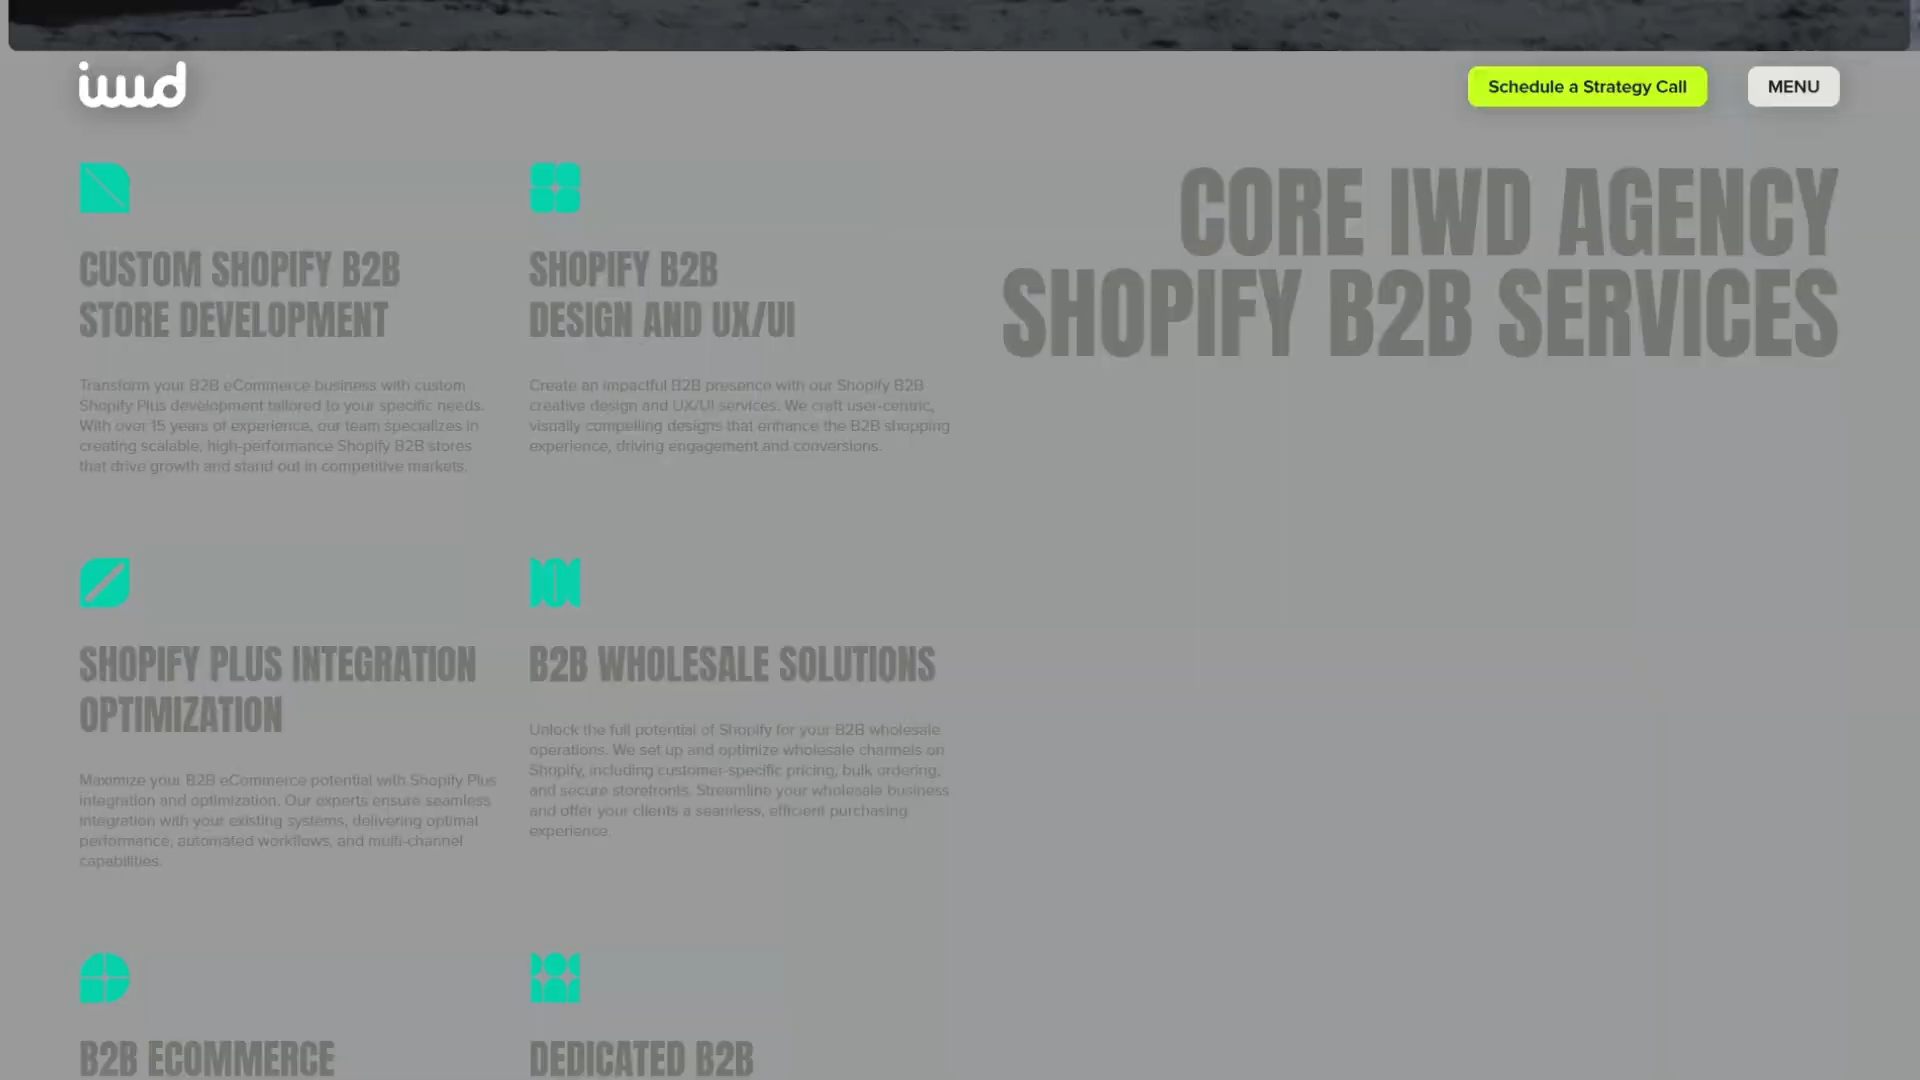 iwd
Schedule a Strategy Call
MENU
CORE IWD AGENCY
SHOPIFY B2B SERVICES
CUSTOM SHOPIFY B2B
STORE DEVELOPMENT
Transform your B2B eCommerce business with custom
Shopify Plus development tailored to your specific needs.
With over 15 years of experience, our team specializes in
creating scalable, high-performance Shopify B2B stores
that drive growth and stand out in competitive markets.
SHOPIFY B2B
DESIGN AND UX/UI
Create an impactful B2B presence with our Shopify B2B
creative design and UX/UI services. We craft user-centric,
visually compelling designs that enhance the B2B shopping
experience, driving engagement and conversions.
SHOPIFY PLUS INTEGRATION
OPTIMIZATION
Maximize your B2B eCommerce potential with Shopify Plus
integration and optimization. Our experts ensure seamless
integration with your existing systems, delivering optimal
performance, automated workflows, and multi-channel
capabilities.
B2B WHOLESALE SOLUTIONS
Unlock the full potential of Shopify for your B2B wholesale
operations. We set up and optimize wholesale channels on
Shopify, including customer-specific pricing, bulk ordering,
and secure storefronts. Streamline your wholesale business
and offer your clients a seamless, efficient purchasing
experience.
B2B ECOMMERCE
DEDICATED B2B